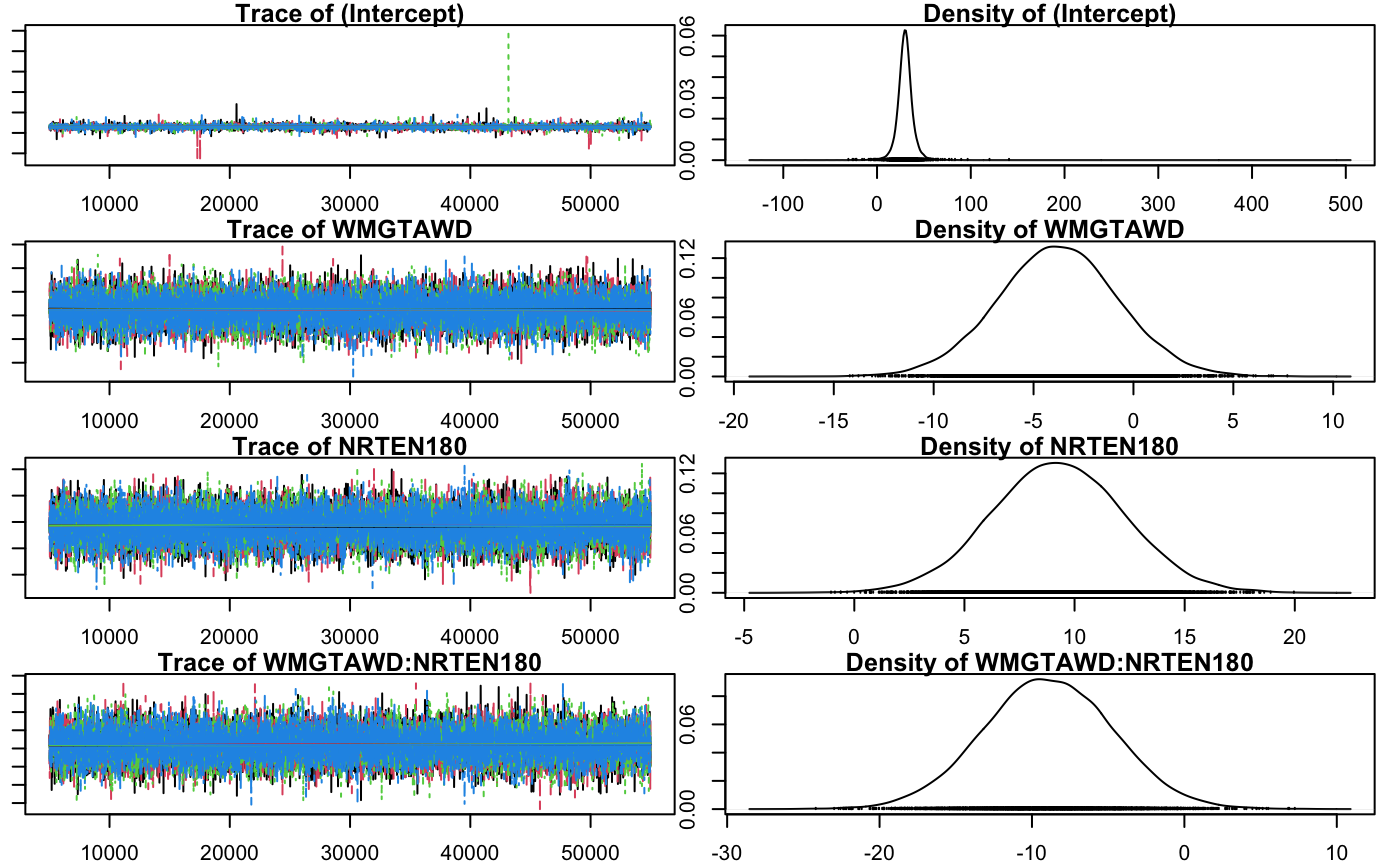 Trace of (Intercept)
Density of (Intercept)
0.00 0.03 0.06
10000 20000 30000 40000 50000
-100 0 100 200 300 400 500
Trace of WMGTAWD
Density of WMGTAWD
0.00 0.06 0.12
10000 20000 30000 40000 50000
-20 -15 -10 -5 0 5 10
Trace of NRTEN180
Density of NRTEN180
0.00 0.06 0.12
10000 20000 30000 40000 50000
-5 0 5 10 15 20
Trace of WMGTAWD:NRTEN180
Density of WMGTAWD:NRTEN180
0.00 0.06
10000 20000 30000 40000 50000
-30 -20 -10 0 10